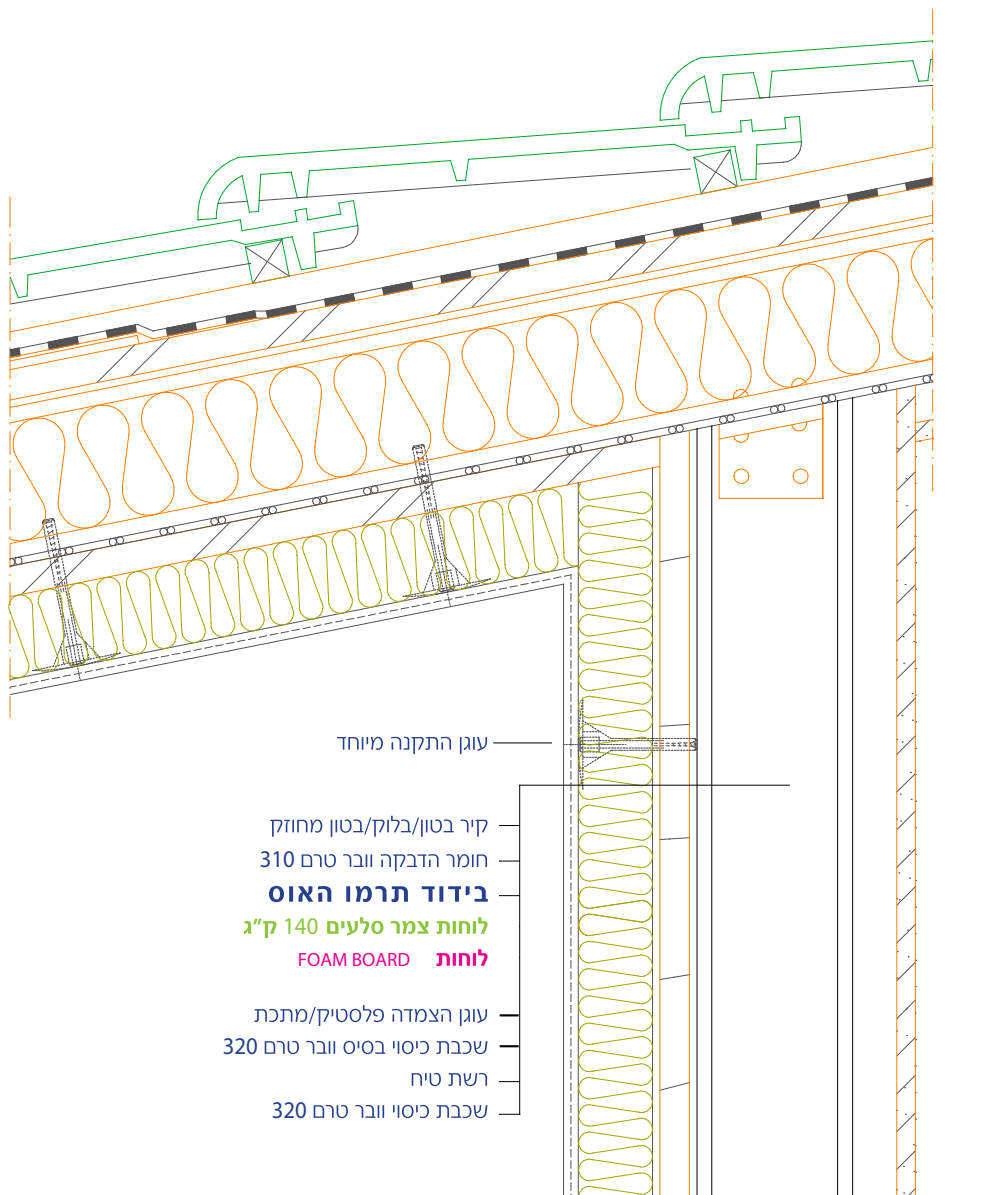 עוגן התקנה מיוחד
קיר בטון/בלוק/בטון מחוזק
חומר הדבקה וובר טרם 310
בידוד תרמו האוס
לוחות צמר סלעים 140 ק״ג
לוחות FOAM BOARD
עוגן הצמדה פלסטיק/מתכת
שכבת כיסוי בסיס וובר טרם 320
רשת טיח
שכבת כיסוי וובר טרם 320